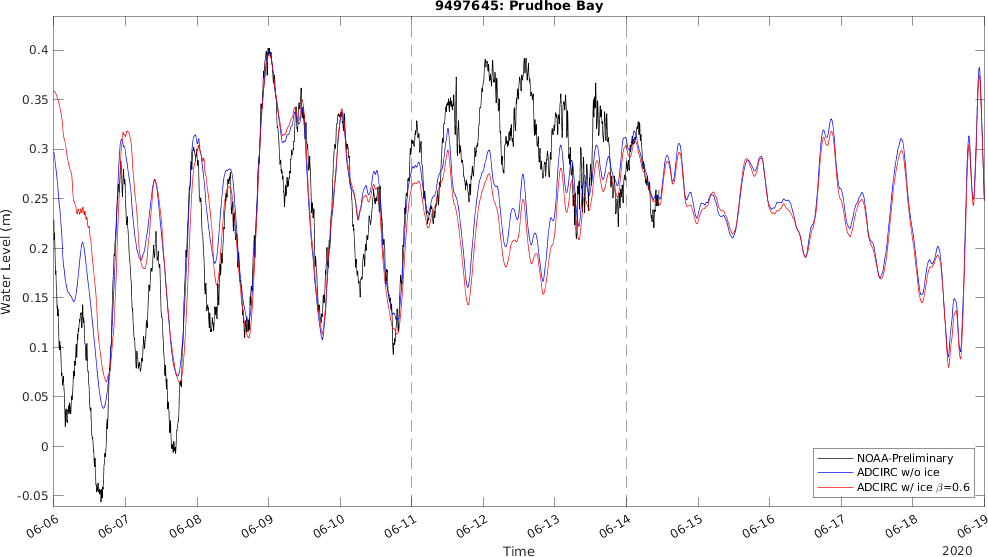 9497645: Prudhoe Bay
Water Level (m)
0.4
0.35
0.3
0.25
0.2
0.15
0.1
0.05
0
-0.05
NOAA-Preliminary
ADCIRC w/o ice
ADCIRC w/ ice β=0.6
06-06 06-07 06-08 06-09 06-10 06-11 06-12 06-13 06-14 06-15 06-16 06-17 06-18 06-19
Time
2020